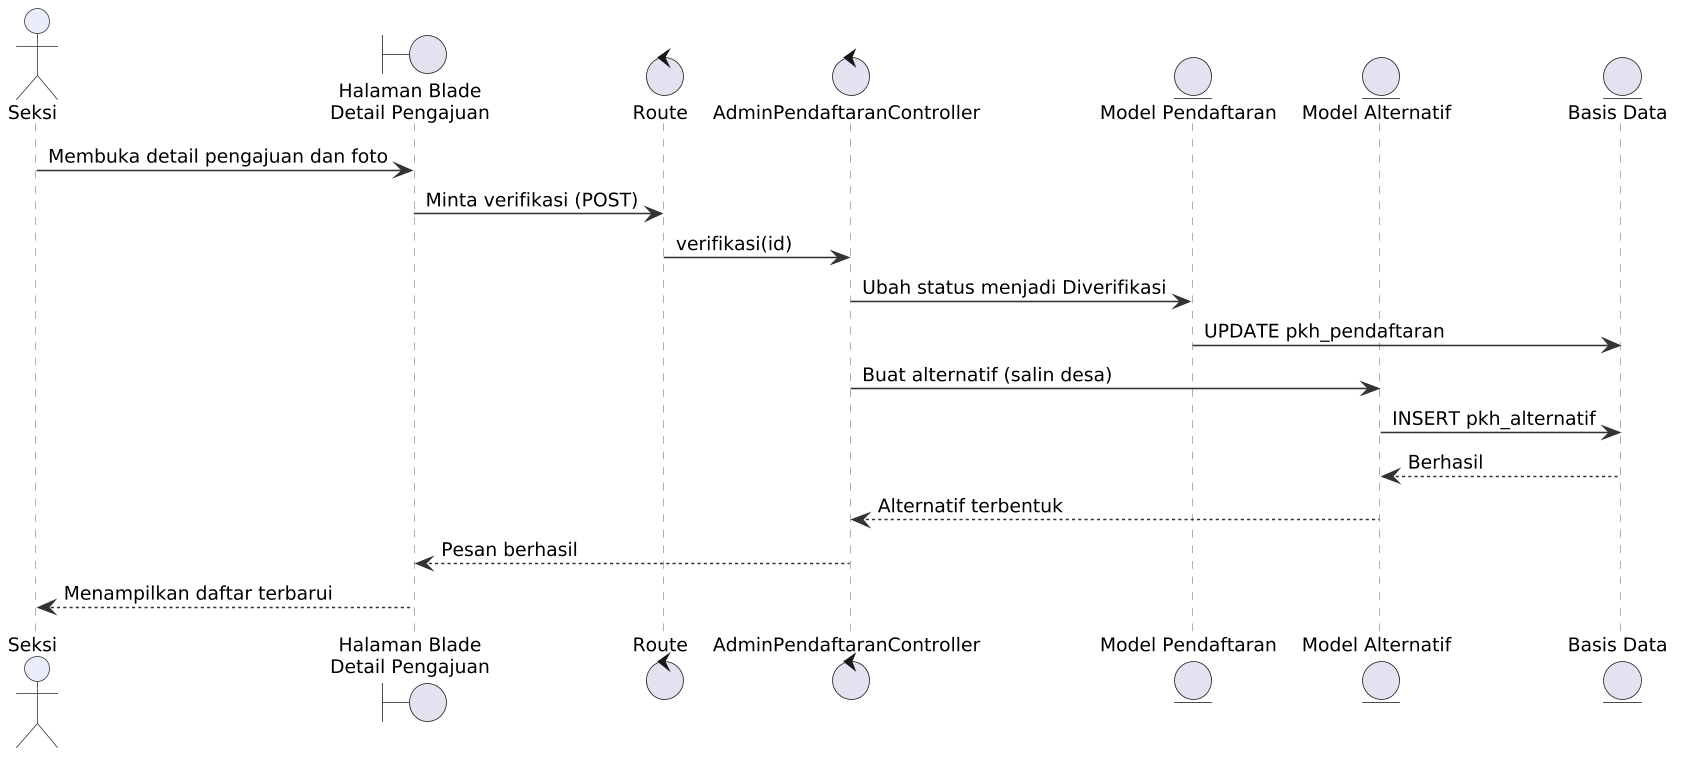 Halaman Blade
Seksi Detail Pengajuan Route AdminPendaftaranController Model Pendaftaran Model Alternatif Basis Data
Membuka detail pengajuan dan foto
Minta verifikasi (POST)
verifikasi(id)
Ubah status menjadi Diverifikasi
UPDATE pkh_pendaftaran
Buat alternatif (salin desa)
INSERT pkh_alternatif
Berhasil
Alternatif terbentuk
Pesan berhasil
Menampilkan daftar terbarui
Seksi Halaman Blade Route AdminPendaftaranController Model Pendaftaran Model Alternatif Basis Data
Detail Pengajuan